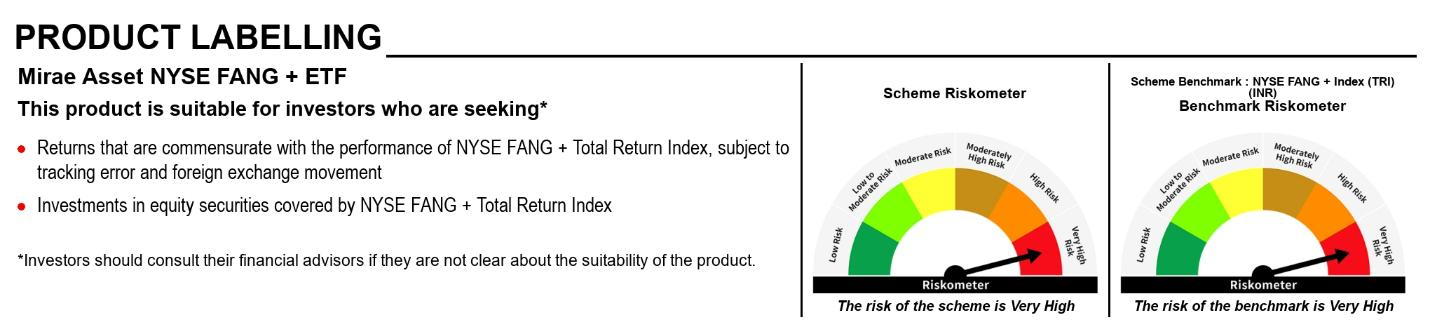 PRODUCT LABELLING
Mirae Asset NYSE FANG + ETF
This product is suitable for investors who are seeking*
Returns that are commensurate with the performance of NYSE FANG + Total Return Index, subject to
tracking error and foreign exchange movement
Investments in equity securities covered by NYSE FANG + Total Return Index
*Investors should consult their financial advisors if they are not clear about the suitability of the product.
Scheme Riskometer
Low Risk
Low to
Moderate Risk
Moderate Risk
Moderately
High Risk
High Risk
Very High
Risk
Riskometer
The risk of the scheme is Very High
Scheme Benchmark : NYSE FANG + Index (TRI)
(INR)
Benchmark Riskometer
Low Risk
Low to
Moderate Risk
Moderate Risk
Moderately
High Risk
High Risk
Very High
Risk
Riskometer
The risk of the benchmark is Very High